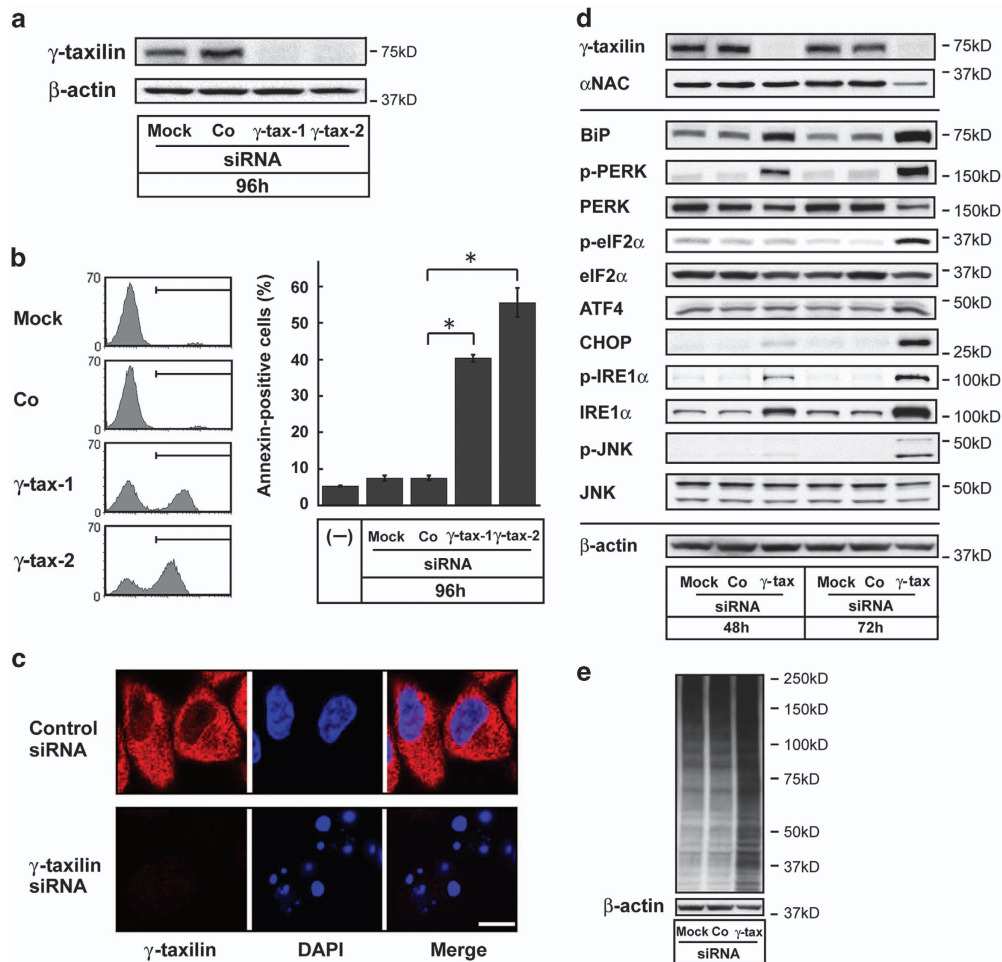 a
γ-taxilin
75kD
β-actin
37kD
Mock Co γ-tax-1 γ-tax-2
siRNA
96h
b
Mock
70
0
Co
70
0
γ-tax-1
70
0
γ-tax-2
70
0
Annexin-positive cells (%)
60
50
40
30
20
10
0
*
*
(−)
Mock Co γ-tax-1 γ-tax-2
siRNA
96h
c
Control
siRNA
γ-taxilin
siRNA
γ-taxilin DAPI Merge
d
γ-taxilin
75kD
αNAC
37kD
BiP
75kD
p-PERK
150kD
PERK
150kD
p-eIF2α
37kD
eIF2α
37kD
ATF4
50kD
CHOP
25kD
p-IRE1α
100kD
IRE1α
100kD
p-JNK
50kD
JNK
50kD
β-actin
37kD
Mock Co γ-tax Mock Co γ-tax
siRNA siRNA
48h 72h
e
250kD
150kD
100kD
75kD
50kD
37kD
β-actin
37kD
Mock Co γ-tax
siRNA